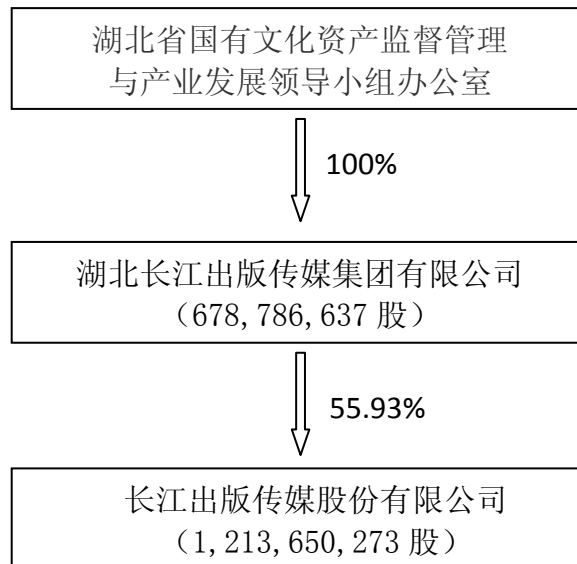 湖北省国有文化资产监督管理
与产业发展领导小组办公室
100%
湖北长江出版传媒集团有限公司
（678,786,637 股）
55.93%
长江出版传媒股份有限公司
（1,213,650,273 股）